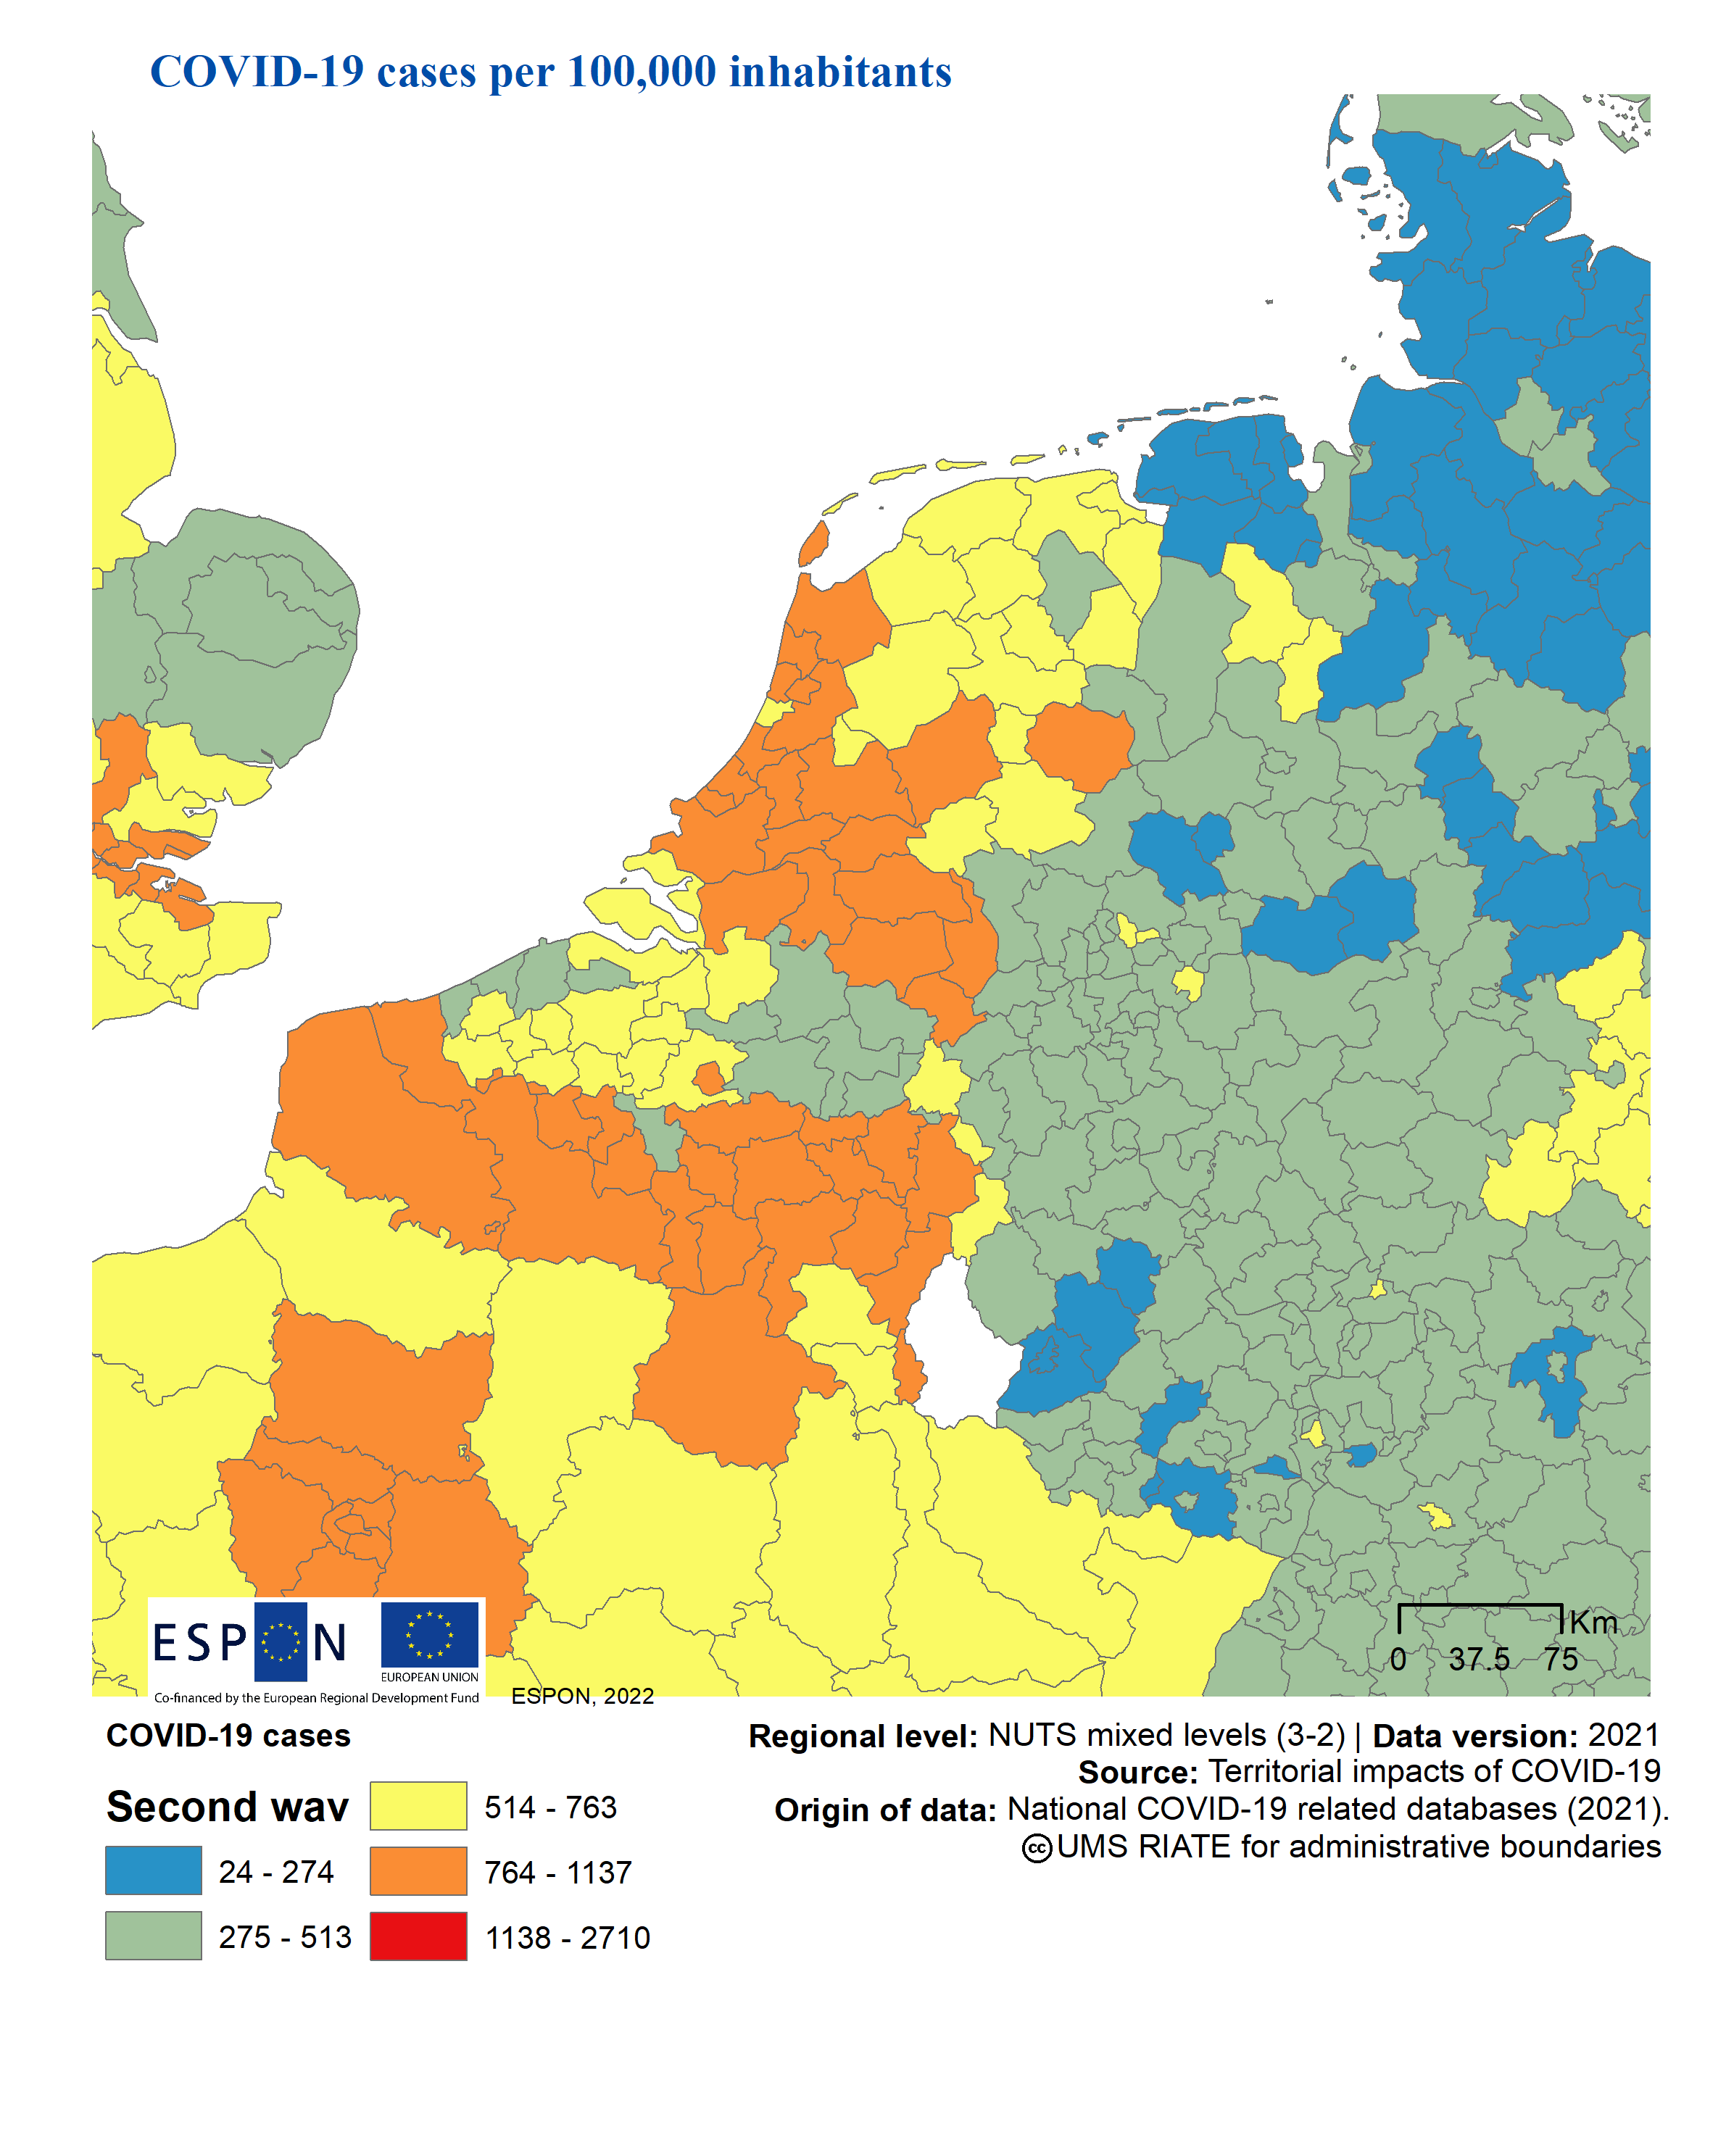 COVID-19 cases per 100,000 inhabitants
Km
0 37.5 75
ESPON
EUROPEAN UNION
Co-financed by the European Regional Development Fund
ESPON, 2022
COVID-19 cases
Second wav
24 - 274
275 - 513
514 - 763
764 - 1137
1138 - 2710
Regional level: NUTS mixed levels (3-2) | Data version: 2021
Source: Territorial impacts of COVID-19
Origin of data: National COVID-19 related databases (2021).
cc UMS RIATE for administrative boundaries